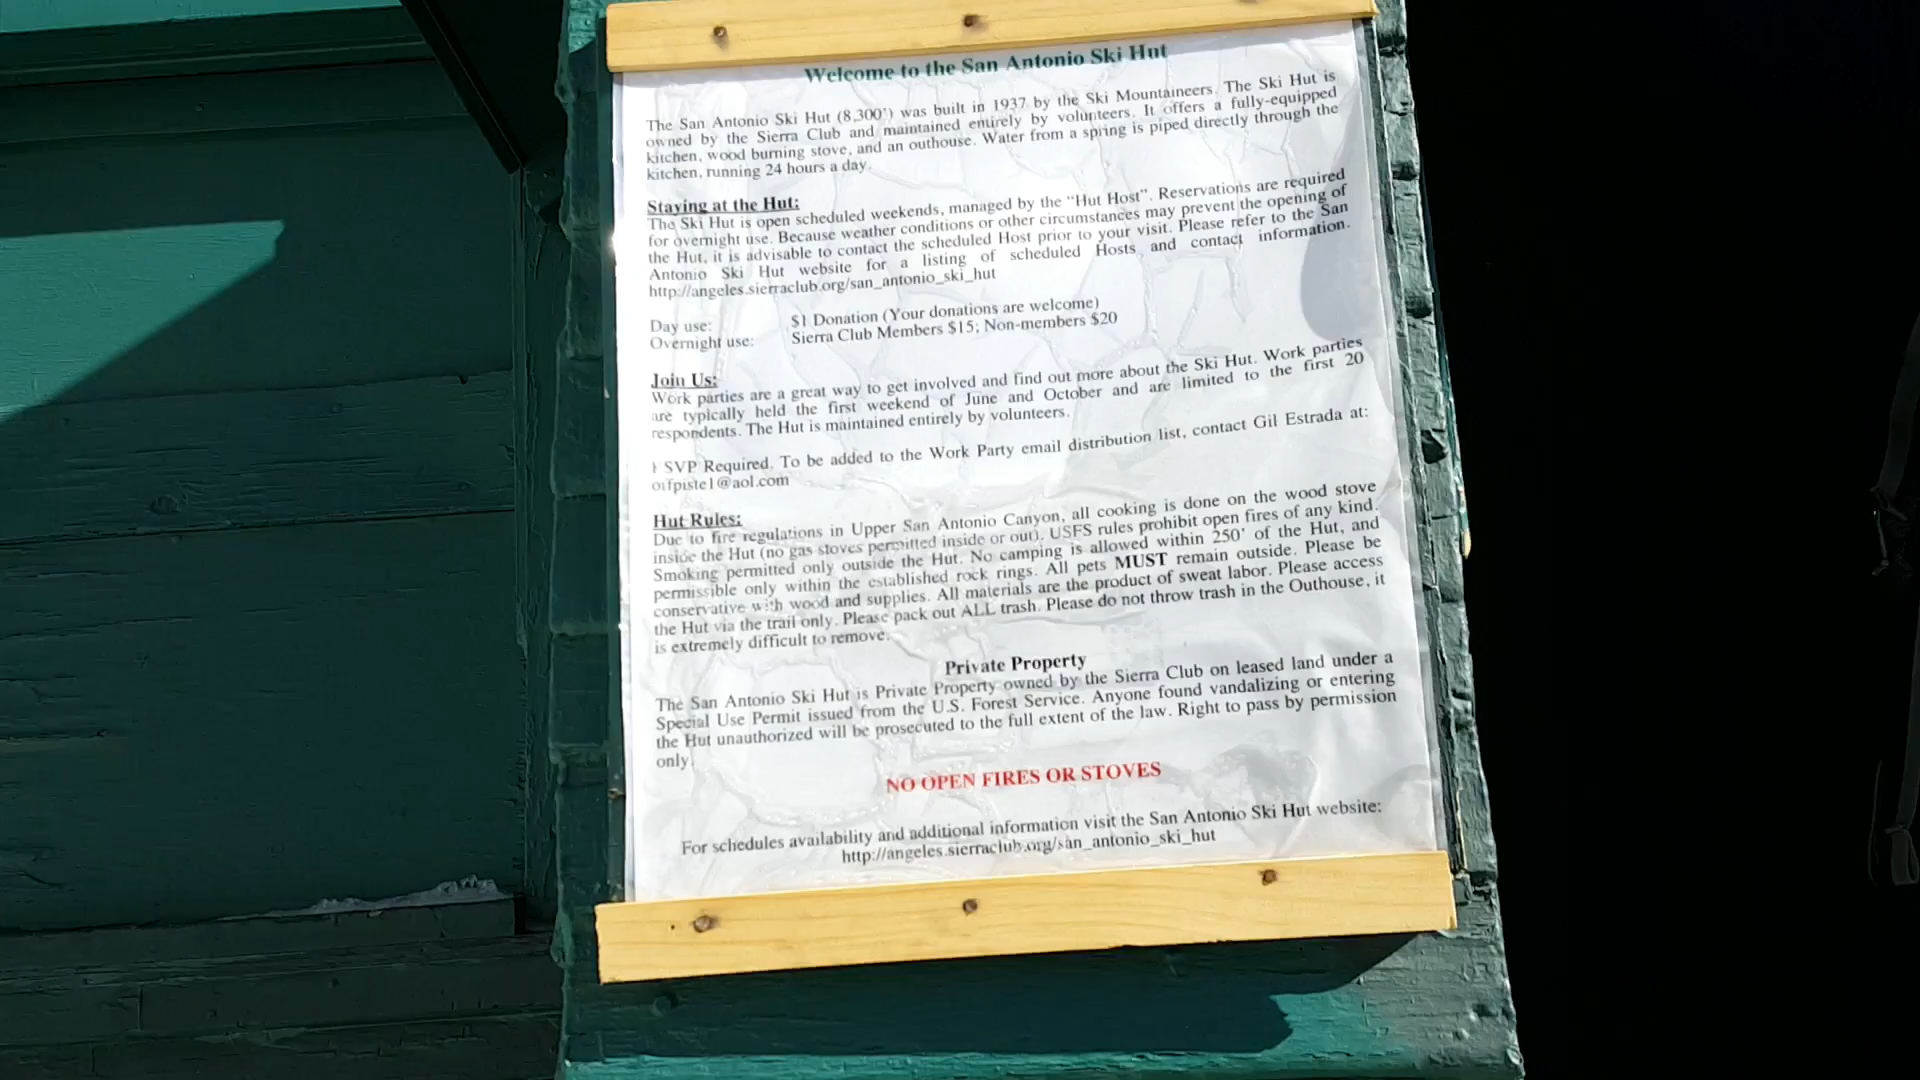 Welcome to the San Antonio Ski Hut
The San Antonio Ski Hut (8,300') was built in 1937 by the Ski Mountaineers. The Ski Hut is
owned by the Sierra Club and maintained entirely by volunteers. It offers a fully-equipped
kitchen, wood burning stove, and an outhouse. Water from a spring is piped directly through the
kitchen, running 24 hours a day.
Staying at the Hut:
The Ski Hut is open scheduled weekends, managed by the "Hut Host". Reservations are required
for overnight use. Because weather conditions or other circumstances may prevent the opening of
the Hut, it is advisable to contact the scheduled Host prior to your visit. Please refer to the San
Antonio Ski Hut website for a listing of scheduled Hosts and contact information.
http://angeles.sierraclub.org/san_antonio_ski_hut
Day use: $1 Donation (Your donations are welcome)
Overnight use: Sierra Club Members $15; Non-members $20
Join Us:
Work parties are a great way to get involved and find out more about the Ski Hut. Work parties
are typically held the first weekend of June and October and are limited to the first 20
respondents. The Hut is maintained entirely by volunteers.
SVP Required. To be added to the Work Party email distribution list, contact Gil Estrada at:
@aol.com
Hut Rules:
Due to fire regulations in Upper San Antonio Canyon, all cooking is done on the wood stove
inside the Hut (no gas stoves permitted inside or out). USFS rules prohibit open fires of any kind.
Smoking permitted only outside the Hut. No camping is allowed within 250' of the Hut, and
permissible only within the established rock rings. All pets MUST remain outside. Please be
conservative with wood and supplies. All materials are the product of sweat labor. Please access
the Hut via the trail only. Please pack out ALL trash. Please do not throw trash in the Outhouse, it
is extremely difficult to remove.
Private Property
The San Antonio Ski Hut is Private Property owned by the Sierra Club on leased land under a
Special Use Permit issued from the U.S. Forest Service. Anyone found vandalizing or entering
the Hut unauthorized will be prosecuted to the full extent of the law. Right to pass by permission
only.
NO OPEN FIRES OR STOVES
For schedules availability and additional information visit the San Antonio Ski Hut website:
http://angeles.sierraclub.org/san_antonio_ski_hut